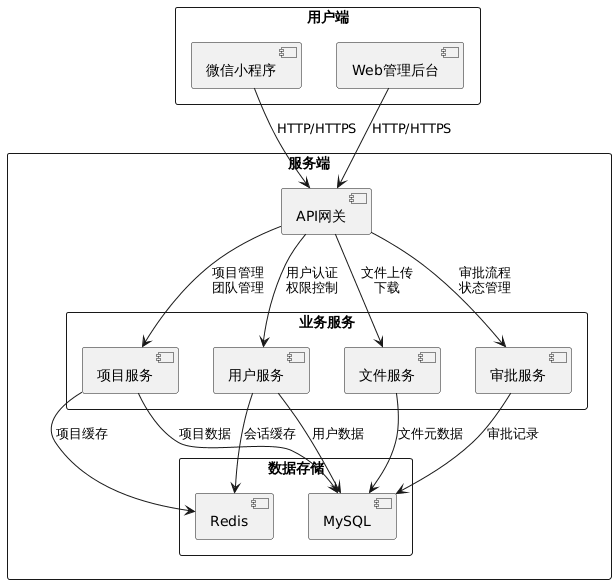 用户端
微信小程序
Web管理后台
HTTP/HTTPS
HTTP/HTTPS
服务端
API网关
项目管理
团队管理
用户认证
权限控制
文件上传
下载
审批流程
状态管理
业务服务
项目服务
用户服务
文件服务
审批服务
项目缓存
项目数据
会话缓存
用户数据
文件元数据
审批记录
数据存储
Redis
MySQL